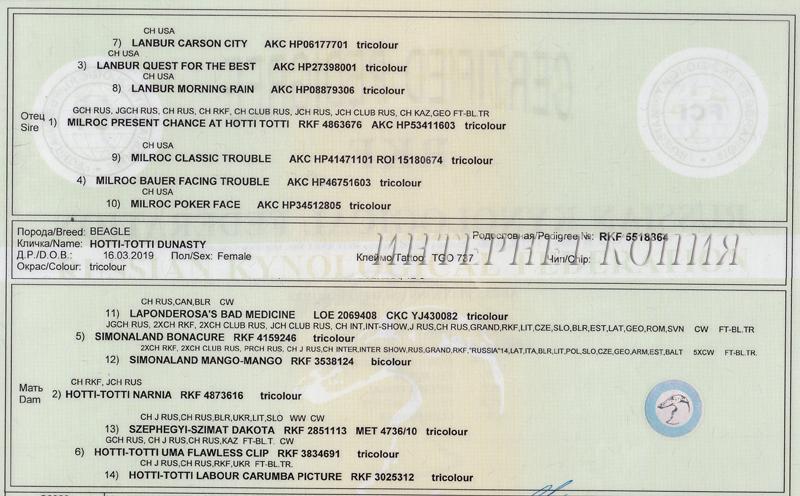 CH USA
7) LANBUR CARSON CITY AKC HP06177701 tricolour
CH USA
3) LANBUR QUEST FOR THE BEST AKC HP27398001 tricolour
CH USA
8) LANBUR MORNING RAIN AKC HP08879306 tricolour
GCH RUS, JGCH RUS, CH RUS, CH RKF, CH CLUB RUS, JCH RUS, JCH CLUB RUS, CH KAZ,GEO FT-BL.TR
Отец
Sire
1) MILROC PRESENT CHANCE AT HOTTI TOTTI RKF 4863676 AKC HP53411603 tricolour
CH USA
9) MILROC CLASSIC TROUBLE AKC HP41471101 ROI 15180674 tricolour
4) MILROC BAUER FACING TROUBLE AKC HP46751603 tricolour
CH USA
10) MILROC POKER FACE AKC HP34512805 tricolour
Порода/Breed: BEAGLE
Родословная/Pedigree №: RKF 5518364
Кличка/Name: HOTTI-TOTTI DUNASTY
ИНТЕРНЕТ КОПИЯ
Д.Р./D.O.B.: 16.03.2019 Пол/Sex: Female Клеймо/Tattoo TGO 737 Чип/Chip:
Окрас/Colour: tricolour
CH RUS,CAN,BLR CW
11) LAPONDEROSA'S BAD MEDICINE LOE 2069408 CKC YJ430082 tricolour
JGCH RUS, 2XCH RKF, 2XCH CLUB RUS, JCH CLUB RUS, CH INT,INT-SHOW,J RUS,CH RUS,GRAND,RKF,LIT,CZE,SLO,BLR,EST,LAT,GEO,ROM,SVN CW FT-BL.TR
5) SIMONALAND BONACURE RKF 4159246 tricolour
2XCH RKF, 2XCH CLUB RUS, PRCH RUS, CH J RUS,CH INTER,INTER SHOW,RUS,GRAND,RKF,"RUSSIA"14,LAT,ITA,BLR,LIT,POL,SLO,CZE,GEO,ARM,EST,BALT 5XCW FT-BL.TR.
12) SIMONALAND MANGO-MANGO RKF 3538124 bicolour
Мать
Dam
CH RKF, JCH RUS
2) HOTTI-TOTTI NARNIA RKF 4873616 tricolour
CH J RUS,CH RUS,BLR,UKR,LIT,SLO WW CW
13) SZEPHEGYI-SZIMAT DAKOTA RKF 2851113 MET 4736/10 tricolour
GCH RUS, CH J RUS,CH RUS,KAZ FT-BL.T. CW
6) HOTTI-TOTTI UMA FLAWLESS CLIP RKF 3834691 tricolour
CH J RUS,CH RUS,RKF,UKR FT-BL.TR.
14) HOTTI-TOTTI LABOUR CARUMBA PICTURE RKF 3025312 tricolour